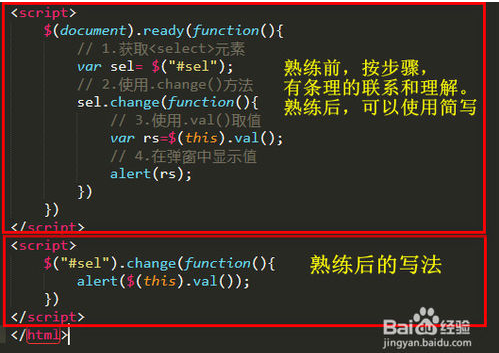 <script>
$(document).ready(function(){
// 1.获取<select>元素
var sel= $("#sel");
// 2.使用.change()方法
sel.change(function(){
// 3.使用.val()取值
var rs=$(this).val();
// 4.在弹窗中显示值
alert(rs);
})
})
</script>
熟练前，按步骤，
有条理的联系和理解。
熟练后，可以使用简写
<script>
$("#sel").change(function(){
alert($(this).val());
})
</script>
</html>
熟练后的写法
Baidu经验
jingyan.baidu.com